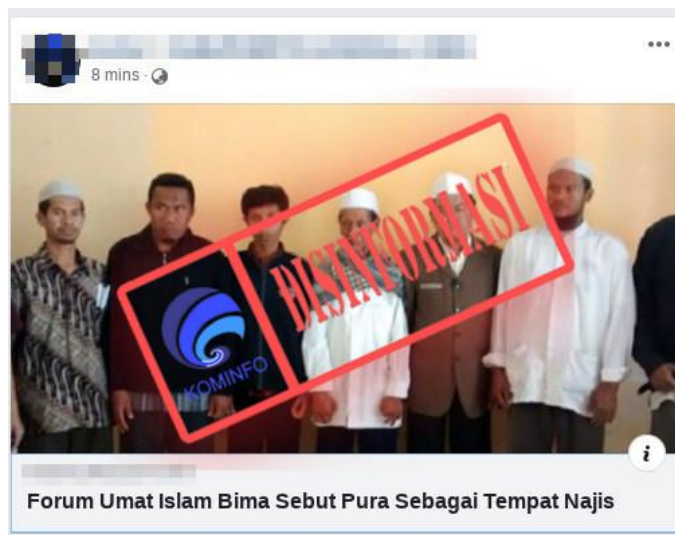 8 mins ·
DISINFORMASI
KOMINFO
i
Forum Umat Islam Bima Sebut Pura Sebagai Tempat Najis